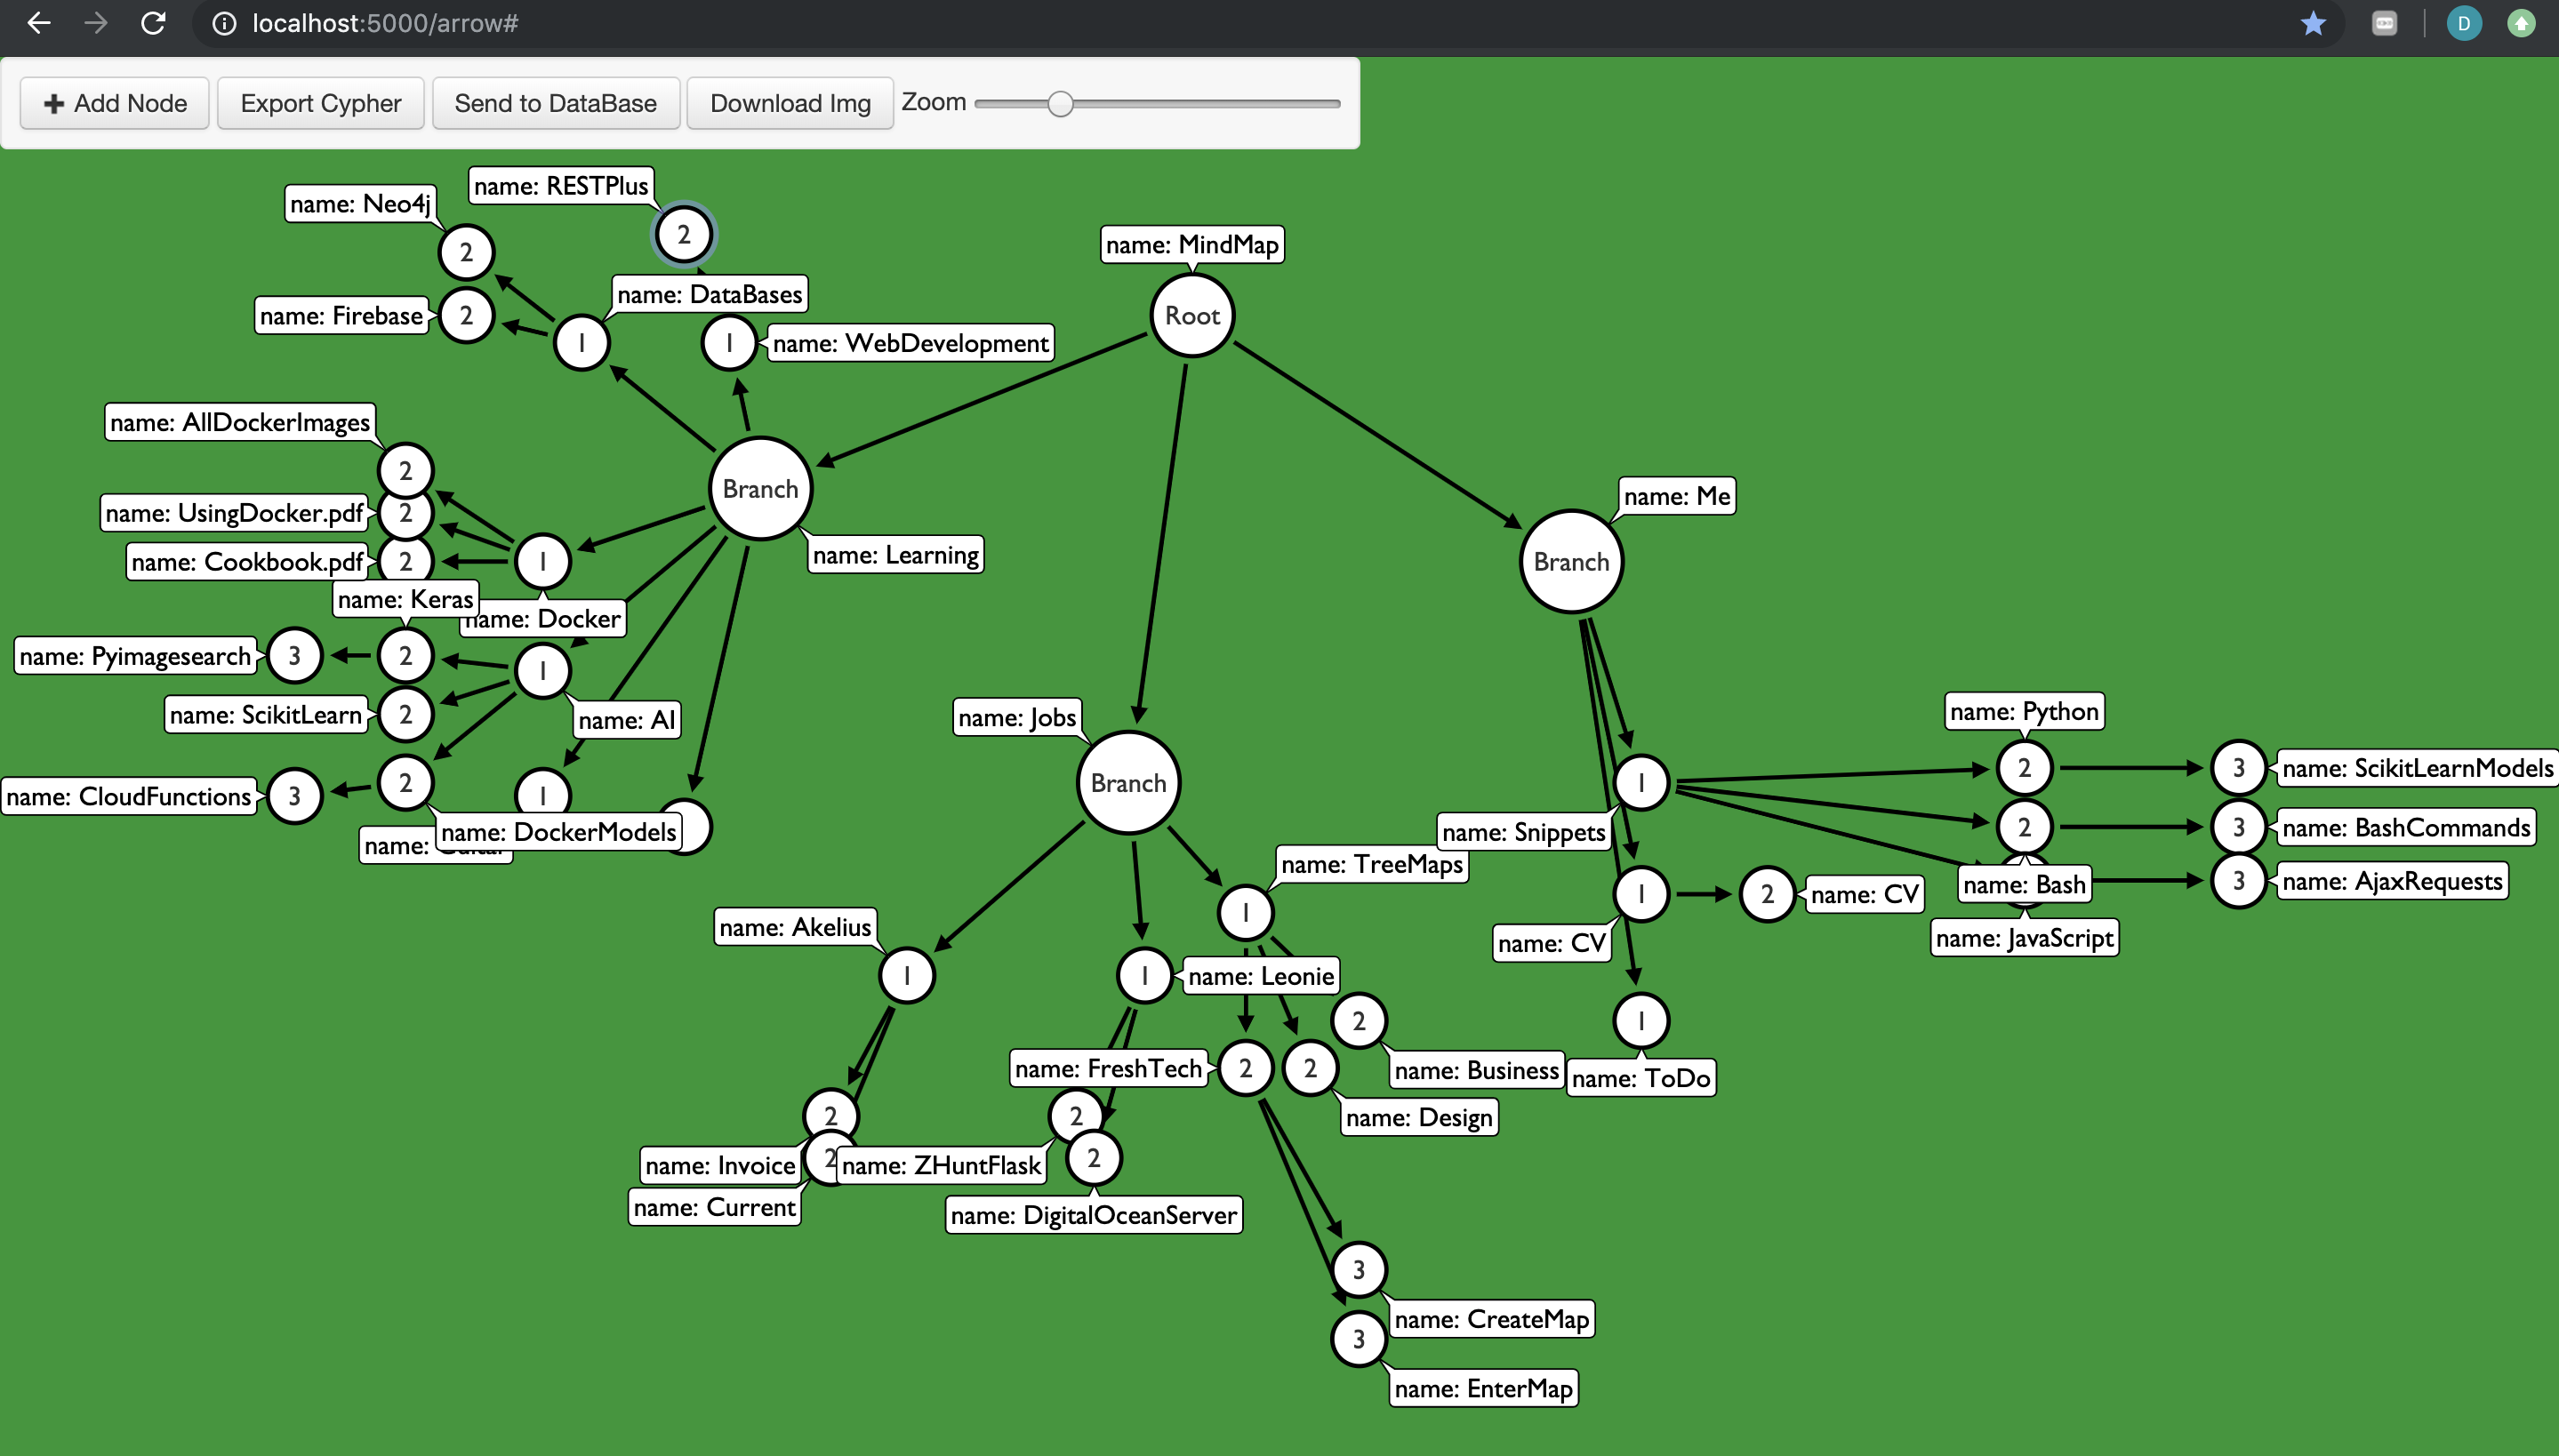 localhost:5000/arrow#
D
Add Node
Export Cypher
Send to DataBase
Download Img
Zoom
name: RESTPlus
name: Neo4j
2
2
name: MindMap
name: DataBases
name: Firebase
2
Root
1
1
name: WebDevelopment
name: AllDockerImages
2
Branch
name: Me
name: UsingDocker.pdf
2
name: Learning
name: Cookbook.pdf
2
1
Branch
name: Keras
name: Docker
name: Pyimagesearch
3
2
1
name: ScikitLearn
2
name: AI
name: Jobs
name: Python
2
3
name: ScikitLearnModels
name: CloudFunctions
3
2
1
Branch
1
name: DockerModels
name:
name: Snippets
2
3
name: BashCommands
name: TreeMaps
name: Bash
3
name: AjaxRequests
1
2
name: CV
1
name: Akelius
name: CV
name: JavaScript
1
1
name: Leonie
2
1
name: FreshTech
2
2
name: Business
name: ToDo
2
2
name: Design
name: Invoice
2
name: ZHuntFlask
2
name: Current
name: DigitalOceanServer
3
name: CreateMap
3
name: EnterMap